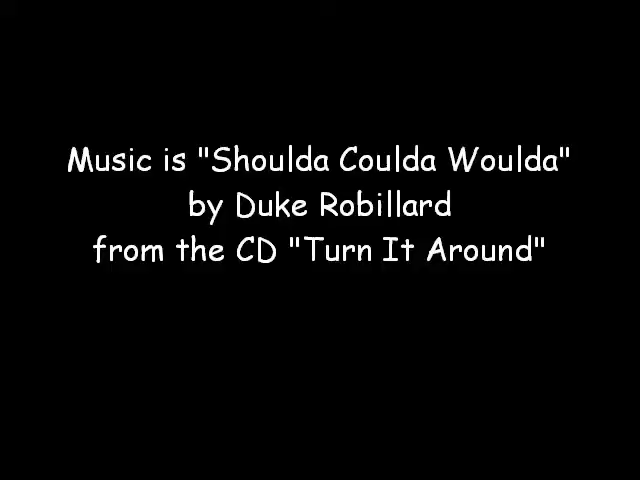 Music is "Shoulda Coulda Woulda"
by Duke Robillard
from the CD "Turn It Around"